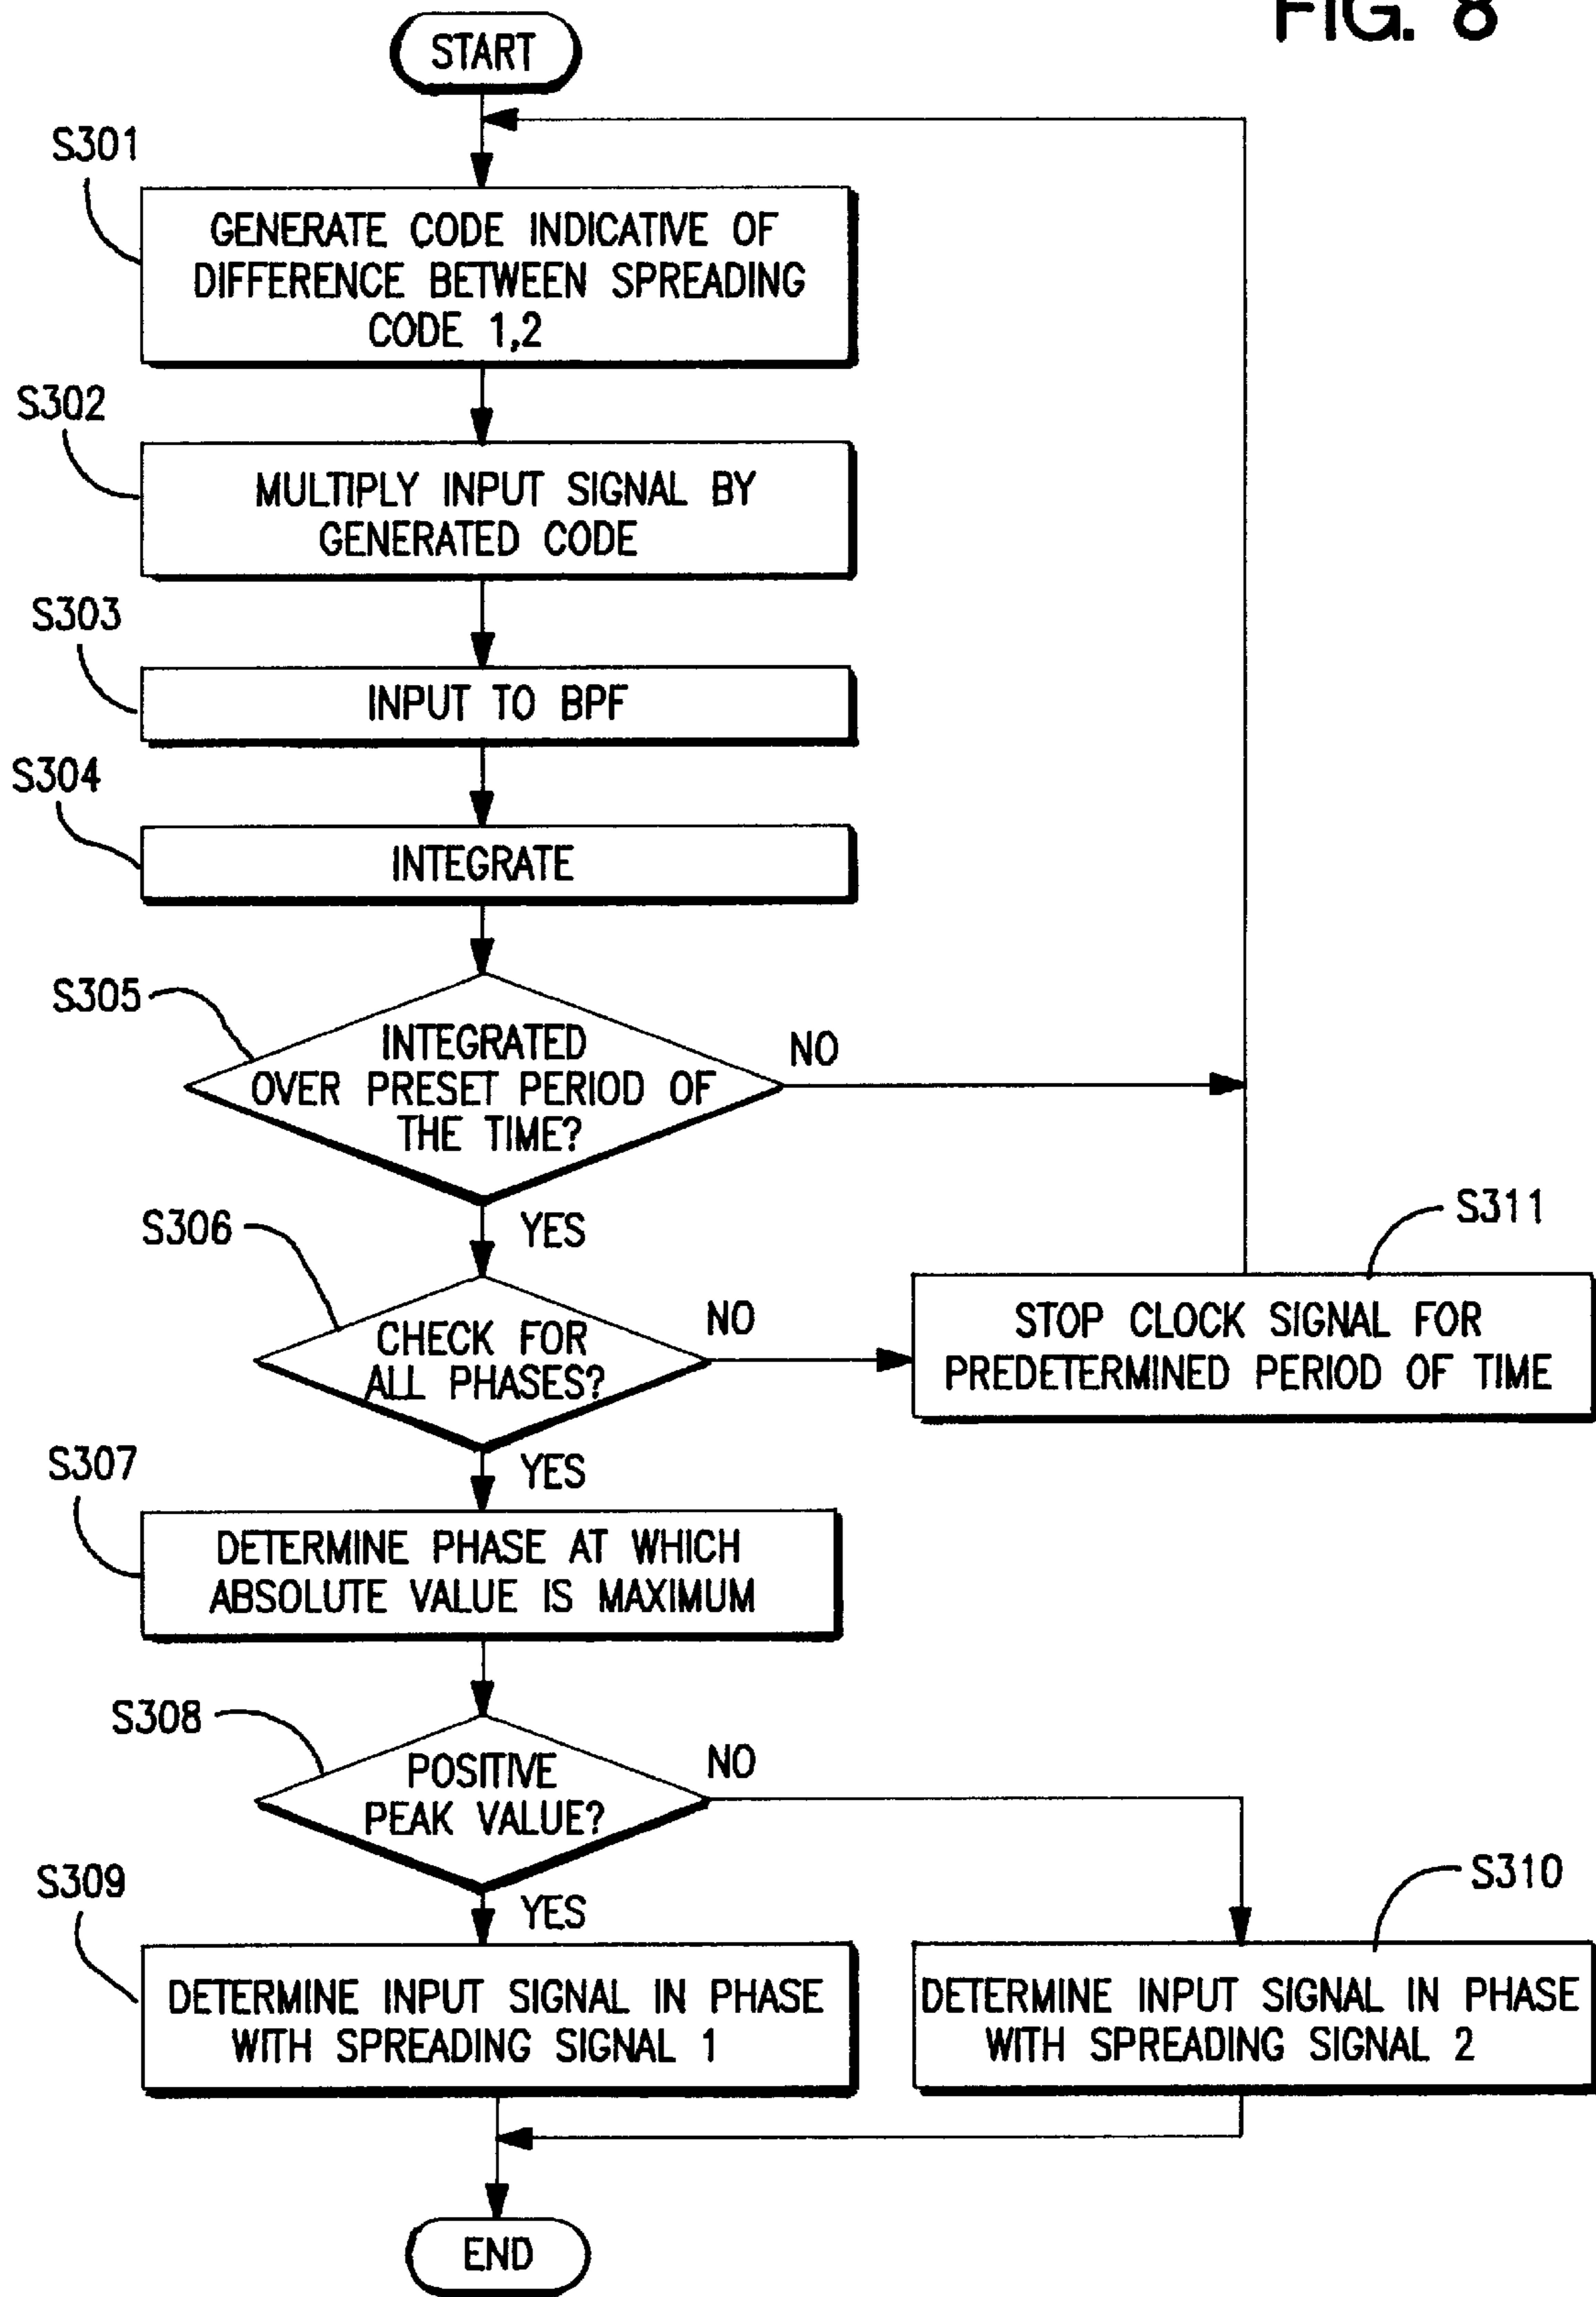 FIG. 8
START
S301
GENERATE CODE INDICATIVE OF
DIFFERENCE BETWEEN SPREADING
CODE 1,2
S302
MULTIPLY INPUT SIGNAL BY
GENERATED CODE
S303
INPUT TO BPF
S304
INTEGRATE
S305
INTEGRATED
OVER PRESET PERIOD OF
THE TIME?
NO
YES
S306
CHECK FOR
ALL PHASES?
NO
S311
STOP CLOCK SIGNAL FOR
PREDETERMINED PERIOD OF TIME
YES
S307
DETERMINE PHASE AT WHICH
ABSOLUTE VALUE IS MAXIMUM
S308
POSITIVE
PEAK VALUE?
NO
YES
S309
DETERMINE INPUT SIGNAL IN PHASE
WITH SPREADING SIGNAL 1
S310
DETERMINE INPUT SIGNAL IN PHASE
WITH SPREADING SIGNAL 2
END